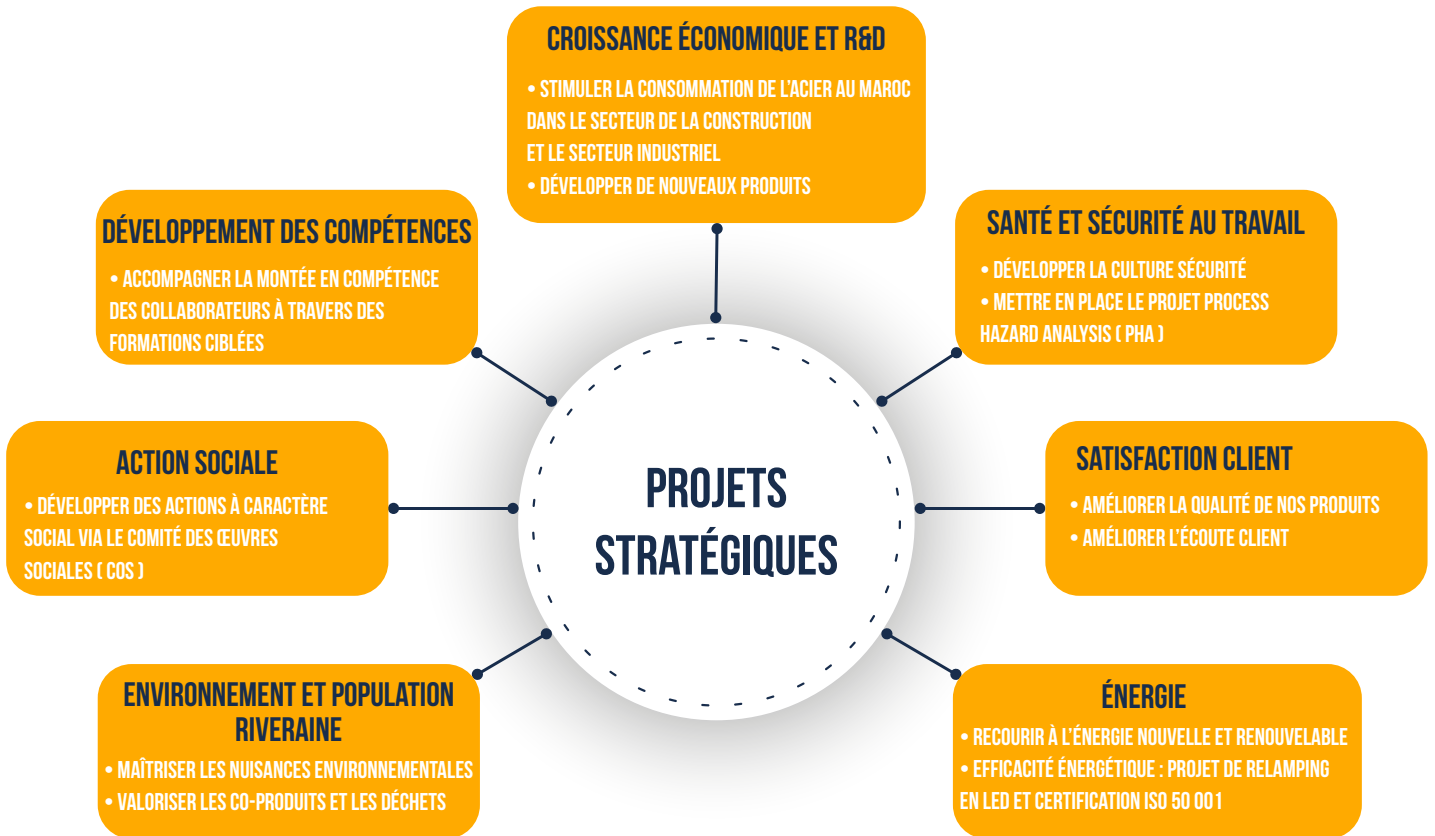 CROISSANCE ÉCONOMIQUE ET R&D
• STIMULER LA CONSOMMATION DE L'ACIER AU MAROC
DANS LE SECTEUR DE LA CONSTRUCTION
ET LE SECTEUR INDUSTRIEL
• DÉVELOPPER DE NOUVEAUX PRODUITS
DÉVELOPPEMENT DES COMPÉTENCES
• ACCOMPAGNER LA MONTÉE EN COMPÉTENCE
DES COLLABORATEURS À TRAVERS DES
FORMATIONS CIBLÉES
SANTÉ ET SÉCURITÉ AU TRAVAIL
• DÉVELOPPER LA CULTURE SÉCURITÉ
• METTRE EN PLACE LE PROJET PROCESS
HAZARD ANALYSIS ( PHA )
ACTION SOCIALE
• DÉVELOPPER DES ACTIONS À CARACTÈRE
SOCIAL VIA LE COMITÉ DES ŒUVRES
SOCIALES ( COS )
PROJETS
STRATÉGIQUES
SATISFACTION CLIENT
• AMÉLIORER LA QUALITÉ DE NOS PRODUITS
• AMÉLIORER L'ÉCOUTE CLIENT
ENVIRONNEMENT ET POPULATION
RIVERAINE
• MAÎTRISER LES NUISANCES ENVIRONNEMENTALES
• VALORISER LES CO-PRODUITS ET LES DÉCHETS
ÉNERGIE
• RECOURIR À L'ÉNERGIE NOUVELLE ET RENOUVELABLE
• EFFICACITÉ ÉNERGÉTIQUE : PROJET DE RELAMPING
EN LED ET CERTIFICATION ISO 50 001